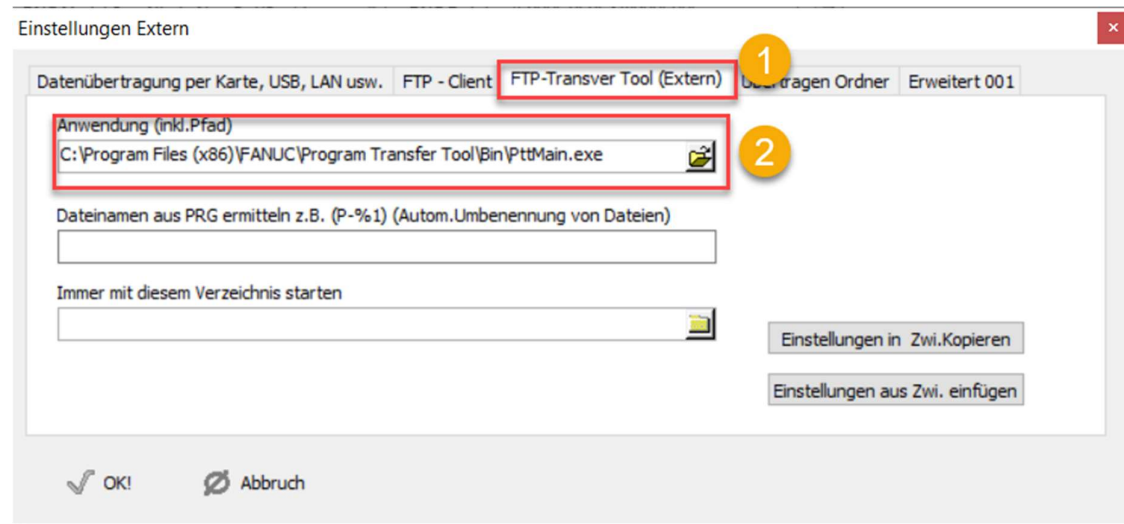 Einstellungen Extern
1
Datenübertragung per Karte, USB, LAN usw. FTP - Client FTP-Transver Tool (Extern) Ordner Erweitert 001
Anwendung (inkl.Pfad)
C:\Program Files (x86)\FANUC\Program Transfer Tool\Bin\PttMain.exe
2
Dateinamen aus PRG ermitteln z.B. (P-%1) (Autom.Umbenennung von Dateien)
Immer mit diesem Verzeichnis starten
Einstellungen in Zwi.Kopieren
Einstellungen aus Zwi. einfügen
OK! Abbruch